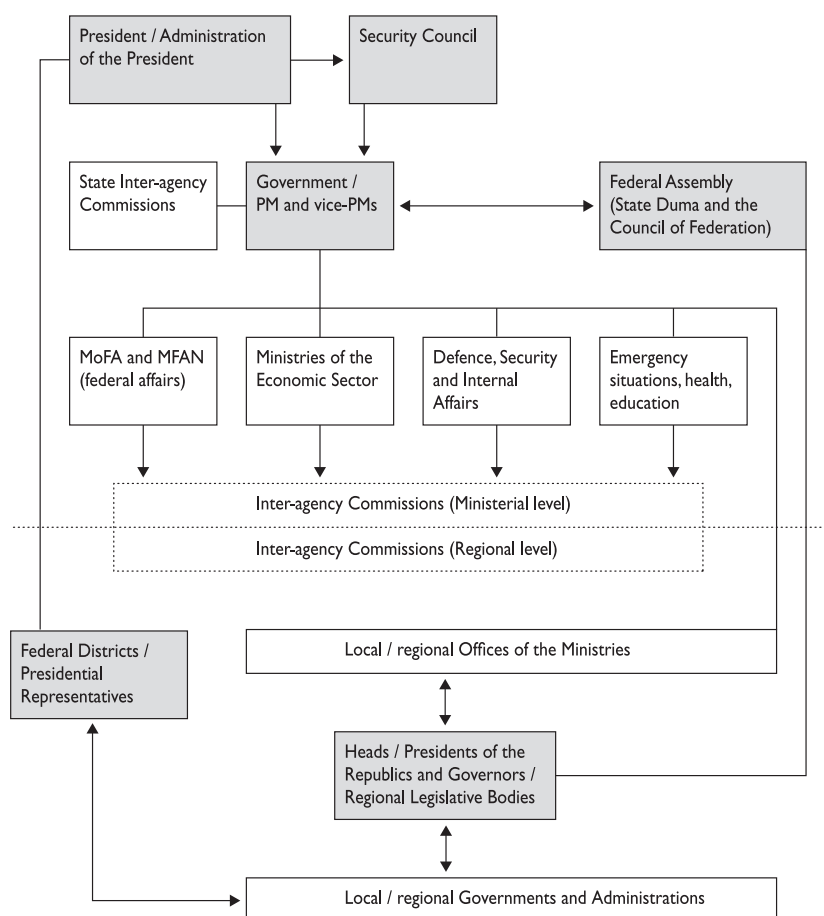 President / Administration
of the President
Security Council
State Inter-agency
Commissions
Government /
PM and vice-PMs
Federal Assembly
(State Duma and the
Council of Federation)
MoFA and MFAN
(federal affairs)
Ministries of the
Economic Sector
Defence, Security
and Internal
Affairs
Emergency
situations, health,
education
Inter-agency Commissions (Ministerial level)
Inter-agency Commissions (Regional level)
Federal Districts /
Presidential
Representatives
Local / regional Offices of the Ministries
Heads / Presidents of the
Republics and Governors /
Regional Legislative Bodies
Local / regional Governments and Administrations